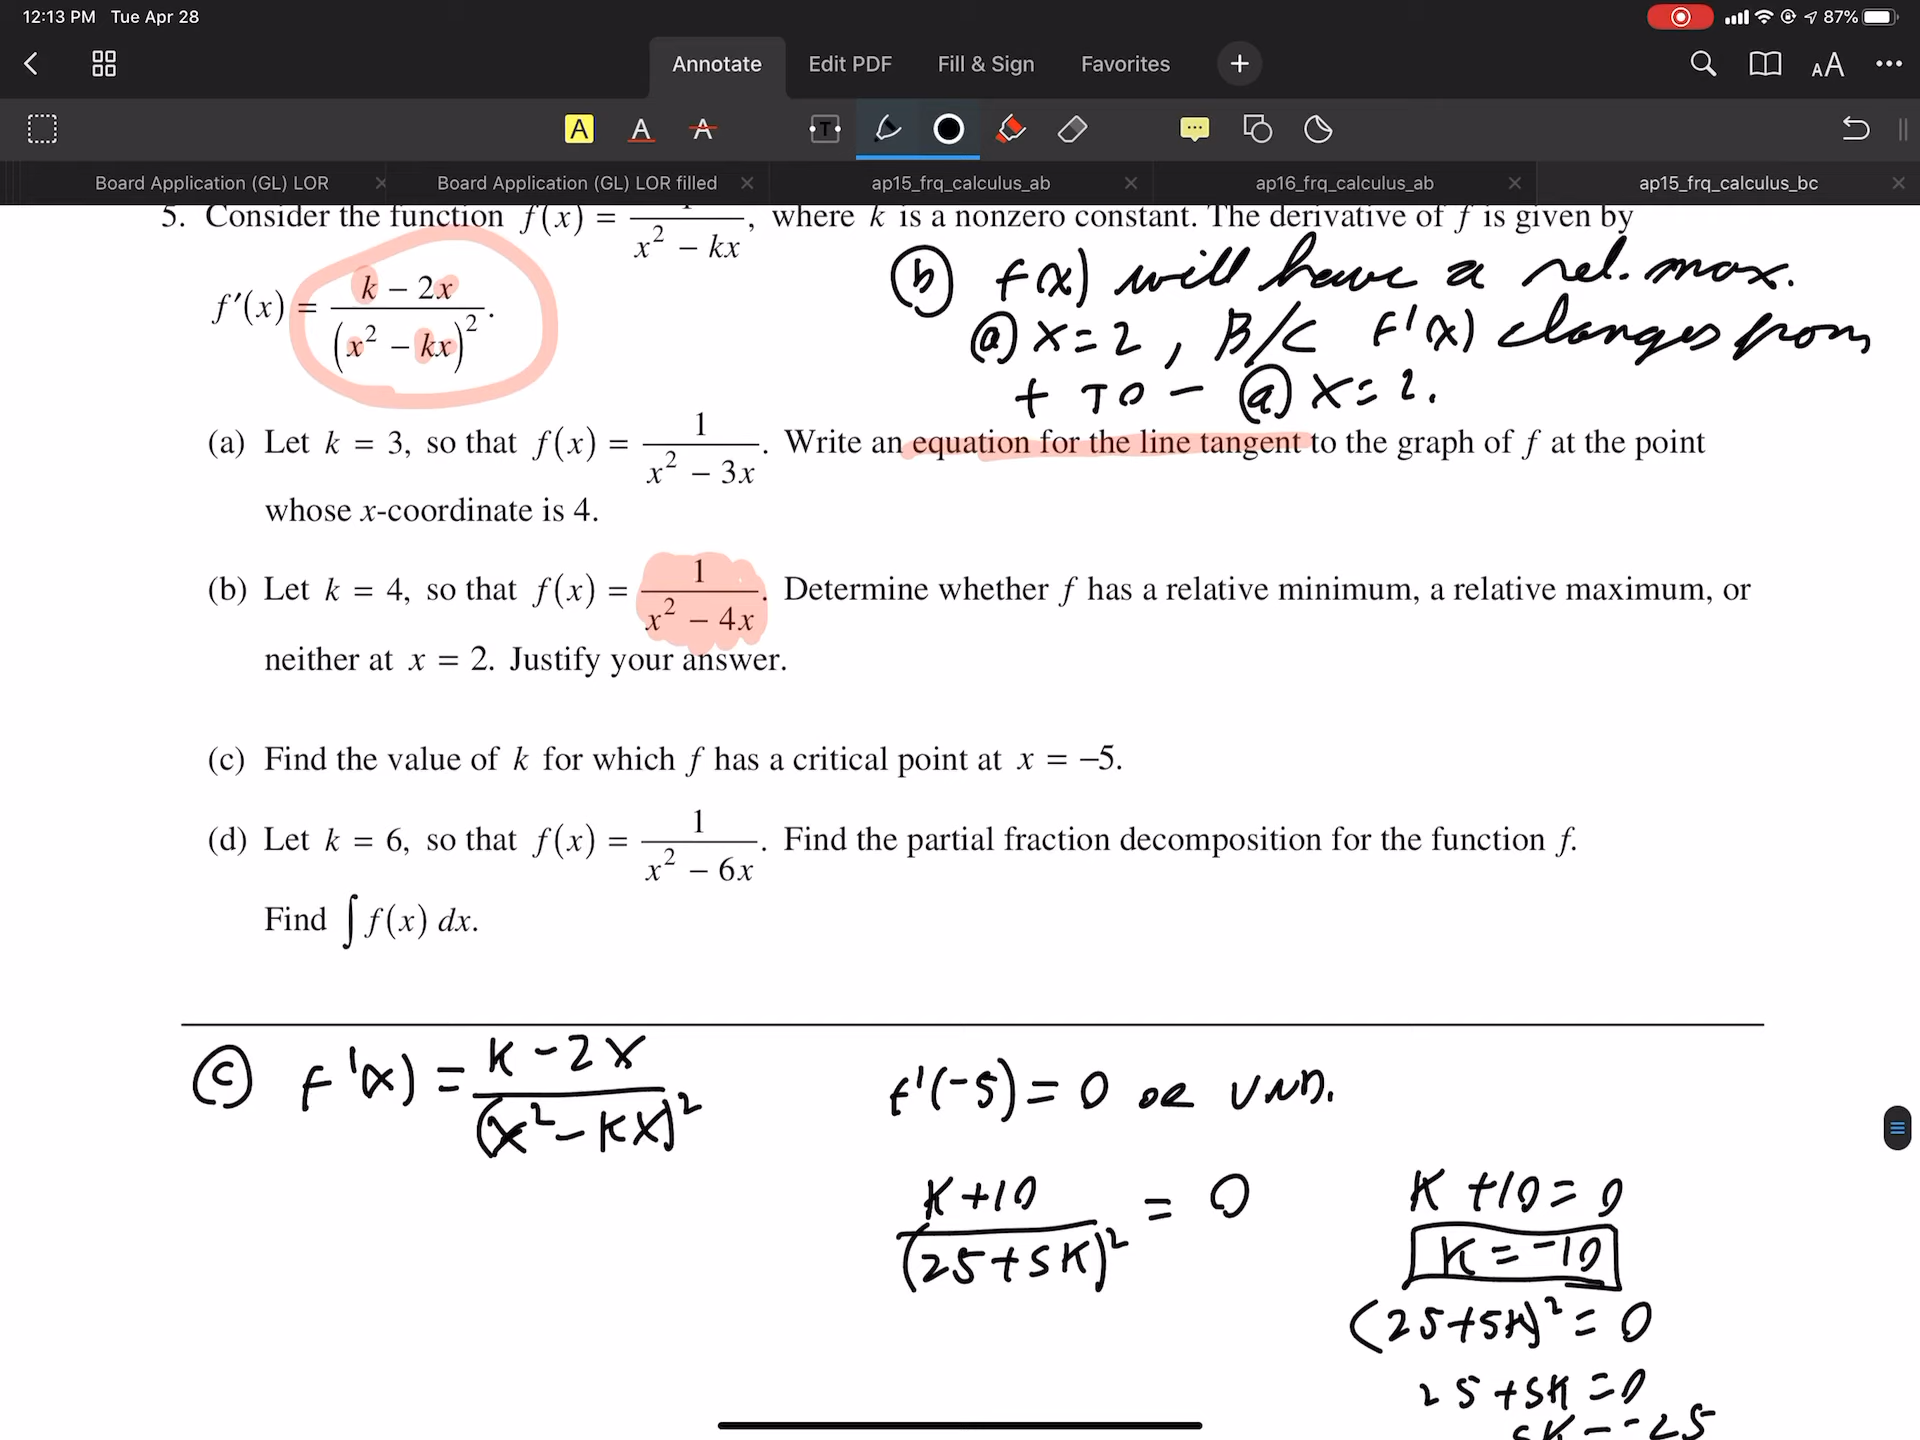 12:13 PM Tue Apr 28 87%
Annotate Edit PDF Fill & Sign Favorites +
AA
A A A T
Board Application (GL) LOR × Board Application (GL) LOR filled × ap15_frq_calculus_ab × ap16_frq_calculus_ab × ap15_frq_calculus_bc ×
5. Consider the function f(x) = 1/(x² − kx), where k is a nonzero constant. The derivative of f is given by
f′(x) = (k − 2x)/(x² − kx)².
(b) f(x) will have a rel. max.
@ x=2, B/C f'(x) changes from
+ TO − @ x=2.
(a) Let k = 3, so that f(x) = 1/(x² − 3x). Write an equation for the line tangent to the graph of f at the point
whose x-coordinate is 4.
(b) Let k = 4, so that f(x) = 1/(x² − 4x). Determine whether f has a relative minimum, a relative maximum, or
neither at x = 2. Justify your answer.
(c) Find the value of k for which f has a critical point at x = −5.
(d) Let k = 6, so that f(x) = 1/(x² − 6x). Find the partial fraction decomposition for the function f.
Find ∫ f(x) dx.
(c) f'(x) = (K−2x)/(x²−Kx)² f'(-5) = 0 OR UND.
(K+10)/(25+5K)² = 0 K+10=0
K=-10
(25+5K)²=0
25+5K=0
5K=-25